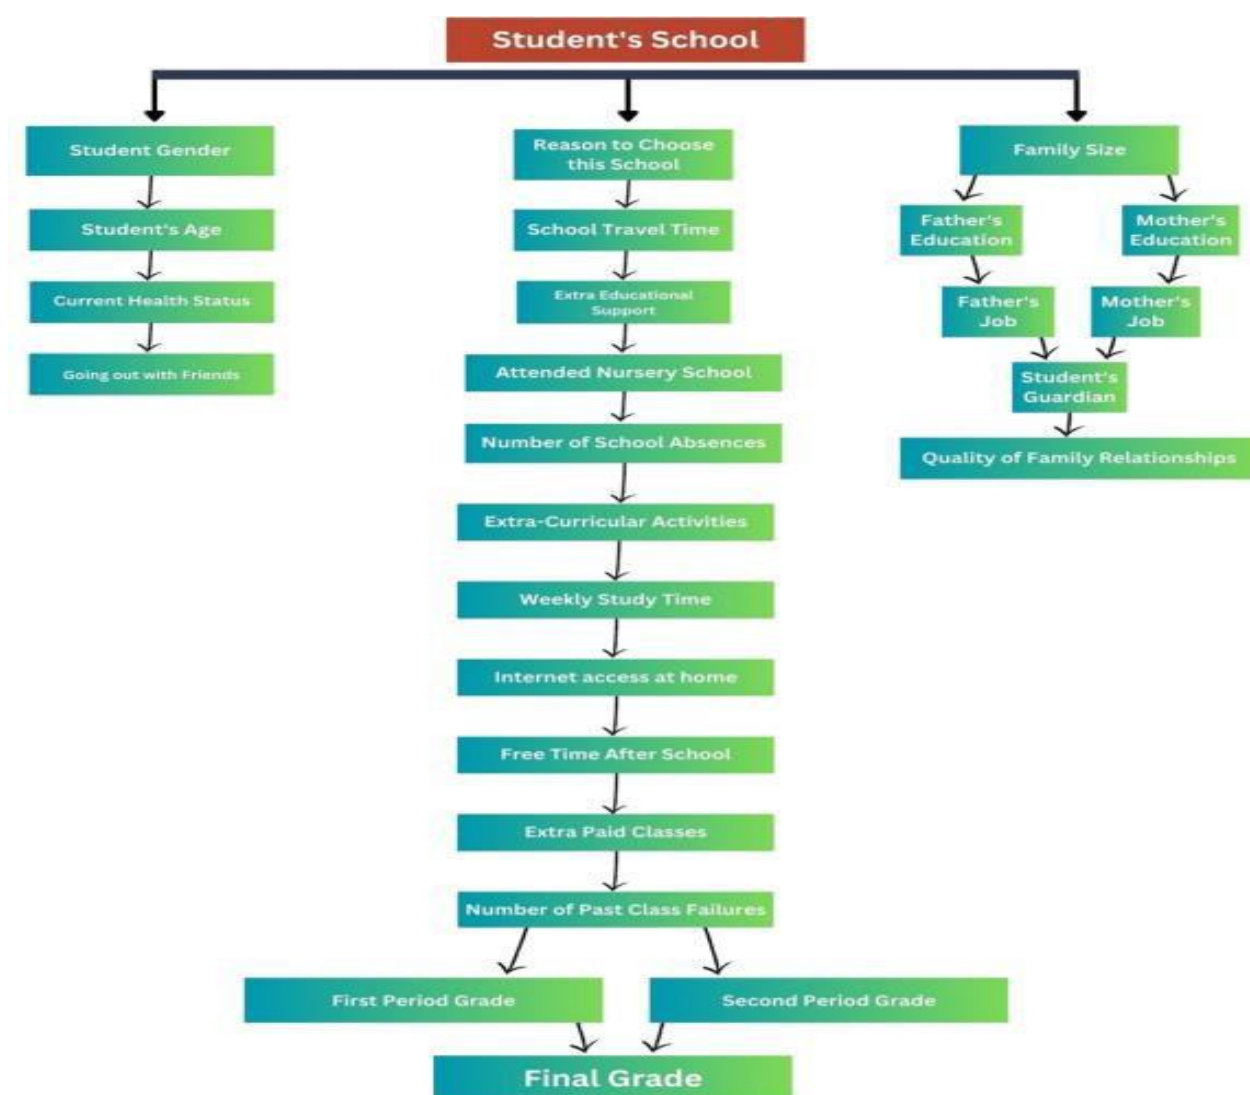 Student's School
Student Gender
Student's Age
Current Health Status
Going out with Friends
Reason to Choose
this School
School Travel Time
Extra Educational
Support
Attended Nursery School
Number of School Absences
Extra-Curricular Activities
Weekly Study Time
Internet access at home
Free Time After School
Extra Paid Classes
Number of Past Class Failures
First Period Grade
Second Period Grade
Final Grade
Family Size
Father's
Education
Mother's
Education
Father's
Job
Mother's
Job
Student's
Guardian
Quality of Family Relationships